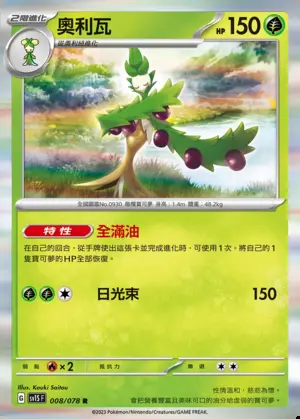 2階進化
奧利瓦
HP 150
從奧利紐進化
全國圖鑑No.0930 橄欖寶可夢 身高：1.4m 體重：48.2kg
特性 全滿油
在自己的回合，從手牌使出這張卡並完成進化時，可使用1次。將自己的1
隻寶可夢的HP全部恢復。
日光束 150
弱點 ×2 抵抗力 撤退
Illus. Kouki Saitou
G sv1S F 008/078 R
性情溫和、慈悲為懷。
會把營養豐富且美味可口的油分享給弱小寶可夢。
©2023 Pokémon/Nintendo/Creatures/GAME FREAK.